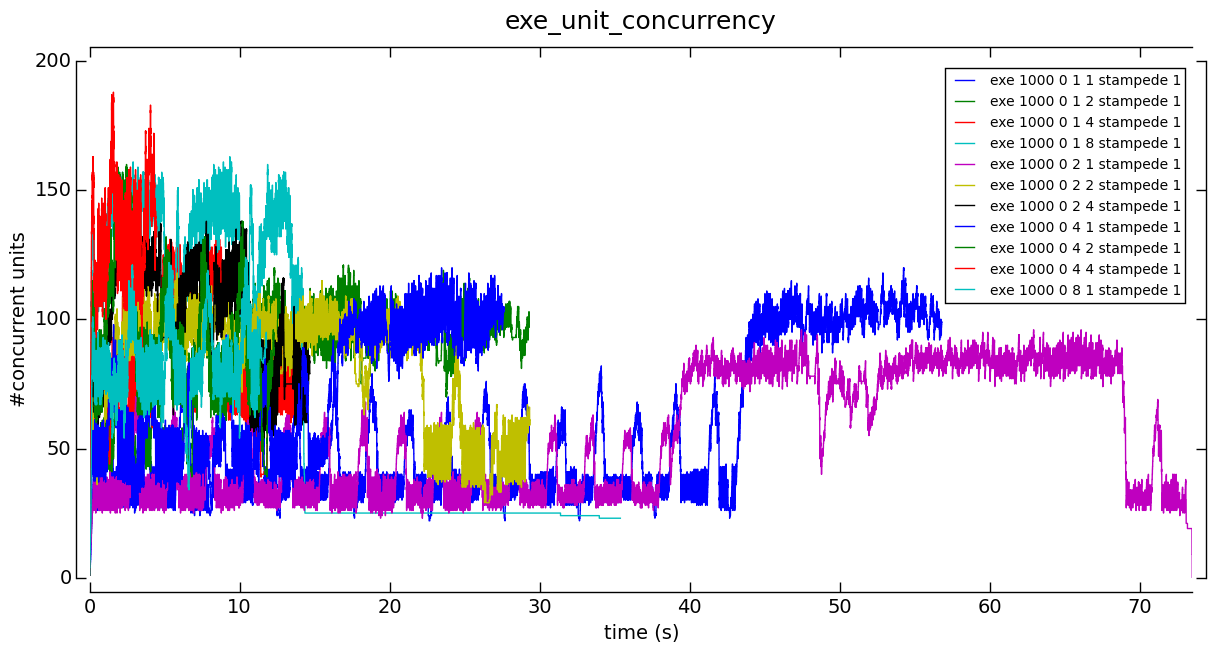 exe_unit_concurrency
200
150
100
50
0
#concurrent units
exe 1000 0 1 1 stampede 1
exe 1000 0 1 2 stampede 1
exe 1000 0 1 4 stampede 1
exe 1000 0 1 8 stampede 1
exe 1000 0 2 1 stampede 1
exe 1000 0 2 2 stampede 1
exe 1000 0 2 4 stampede 1
exe 1000 0 4 1 stampede 1
exe 1000 0 4 2 stampede 1
exe 1000 0 4 4 stampede 1
exe 1000 0 8 1 stampede 1
0 10 20 30 40 50 60 70
time (s)